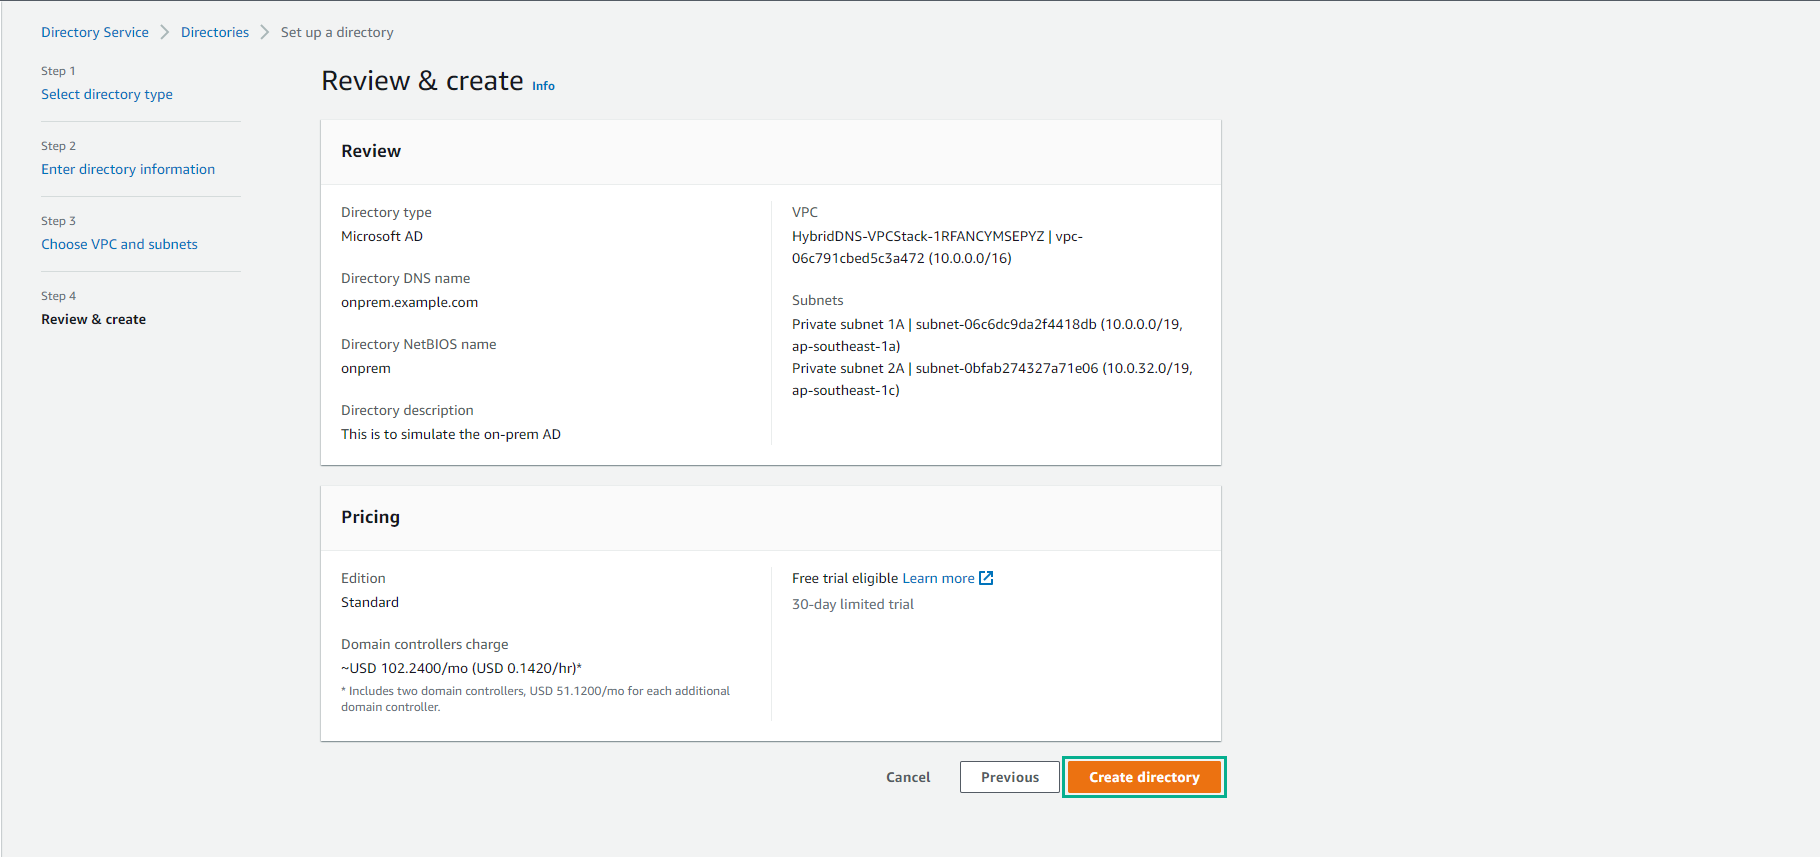 Directory Service > Directories > Set up a directory
Step 1
Select directory type
Step 2
Enter directory information
Step 3
Choose VPC and subnets
Step 4
Review & create
Review & create Info
Review
Directory type
Microsoft AD
Directory DNS name
onprem.example.com
Directory NetBIOS name
onprem
Directory description
This is to simulate the on-prem AD
VPC
HybridDNS-VPCStack-1RFANCYMSEPYZ | vpc-
06c791cbed5c3a472 (10.0.0.0/16)
Subnets
Private subnet 1A | subnet-06c6dc9da2f4418db (10.0.0.0/19,
ap-southeast-1a)
Private subnet 2A | subnet-0bfab274327a71e06 (10.0.32.0/19,
ap-southeast-1c)
Pricing
Edition
Standard
Domain controllers charge
~USD 102.2400/mo (USD 0.1420/hr)*
* Includes two domain controllers, USD 51.1200/mo for each additional
domain controller.
Free trial eligible Learn more
30-day limited trial
Cancel
Previous
Create directory